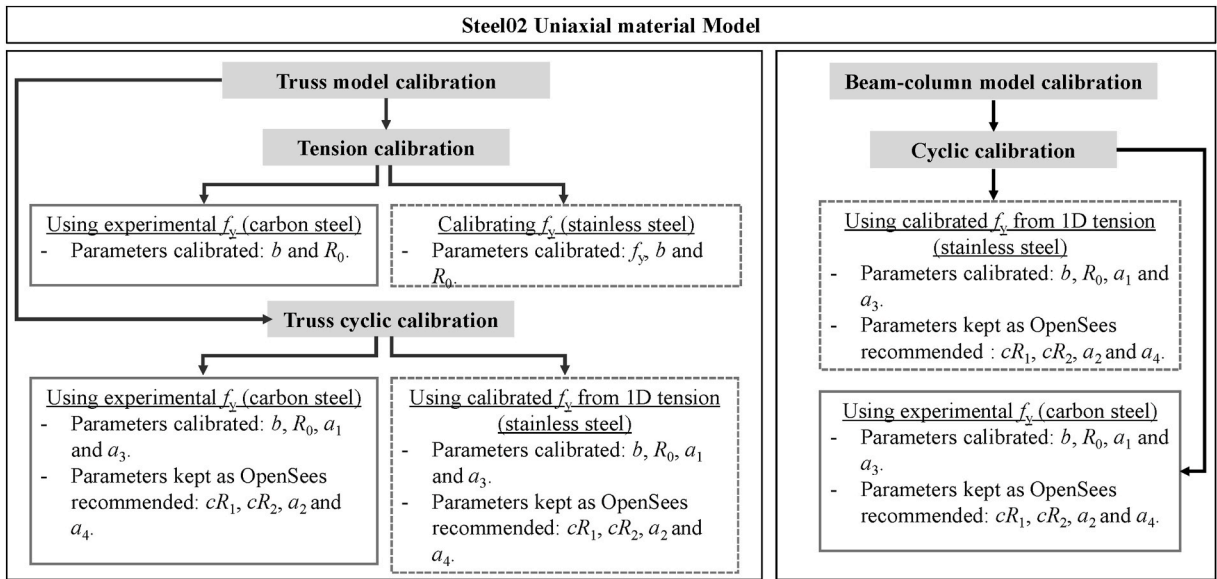 Steel02 Uniaxial material Model
Truss model calibration
Tension calibration
Using experimental fy (carbon steel)
- Parameters calibrated: b and R0.
Calibrating fy (stainless steel)
- Parameters calibrated: fy, b and
R0.
Truss cyclic calibration
Using experimental fy (carbon steel)
- Parameters calibrated: b, R0, a1
and a3.
- Parameters kept as OpenSees
recommended: cR1, cR2, a2 and
a4.
Using calibrated fy from 1D tension
(stainless steel)
- Parameters calibrated: b, R0, a1
and a3.
- Parameters kept as OpenSees
recommended: cR1, cR2, a2 and
a4.
Beam-column model calibration
Cyclic calibration
Using calibrated fy from 1D tension
(stainless steel)
- Parameters calibrated: b, R0, a1 and
a3.
- Parameters kept as OpenSees
recommended : cR1, cR2, a2 and a4.
Using experimental fy (carbon steel)
- Parameters calibrated: b, R0, a1 and
a3.
- Parameters kept as OpenSees
recommended: cR1, cR2, a2 and a4.